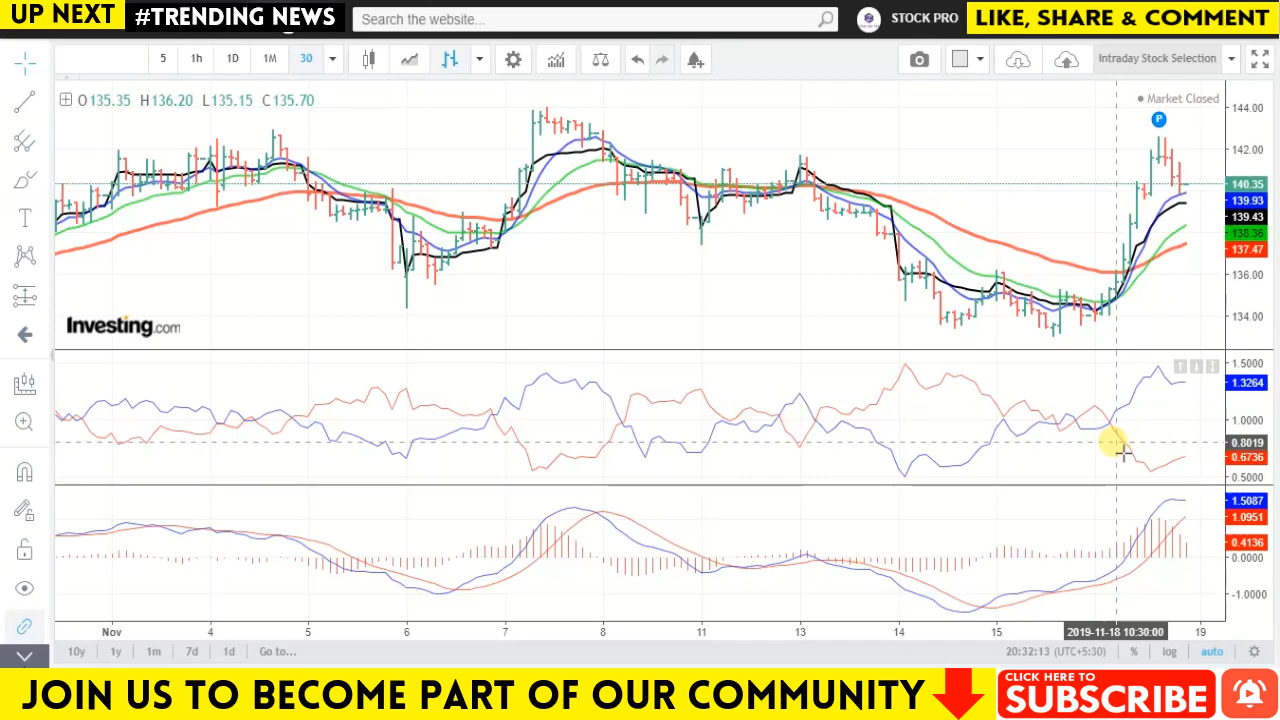 UP NEXT
#TRENDING NEWS
Search the website...
STOCK PRO
LIKE, SHARE & COMMENT
5 1h 1D 1M 30
Intraday Stock Selection
O135.35 H136.20 L135.15 C135.70
Market Closed
P
144.00
142.00
140.35
139.93
139.43
138.36
137.47
136.00
134.00
Investing.com
1.5000
1.3264
1.0000
0.8019
0.6736
0.5000
1.5087
1.0951
0.4136
0.0000
-1.0000
Nov 4 5 6 7 8 11 13 14 15 2019-11-18 10:30:00 19
10y 1y 1m 7d 1d Go to... 20:32:13 (UTC+5:30) % log auto
JOIN US TO BECOME PART OF OUR COMMUNITY
CLICK HERE TO
SUBSCRIBE